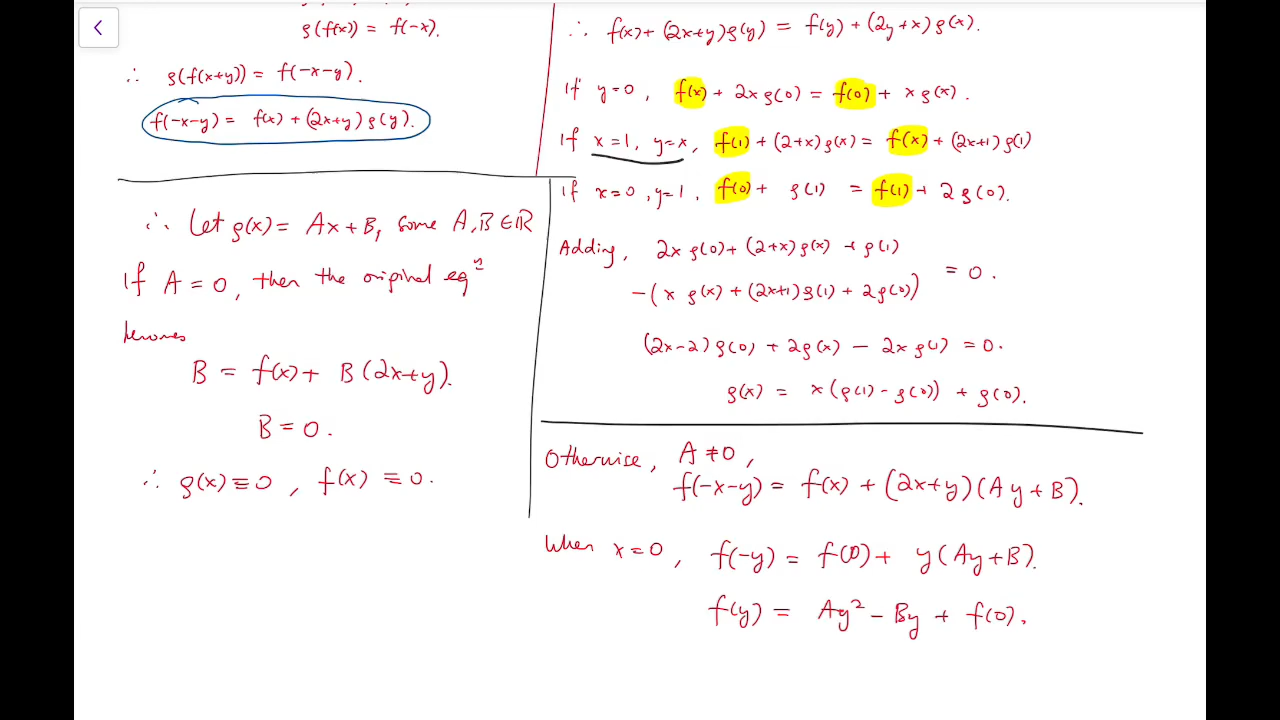 g(f(x)) = f(-x).
∴ g(f(x+y)) = f(-x-y).
f(-x-y) = f(x) + (2x+y) g(y).
∴ f(x) + (2x+y) g(y) = f(y) + (2y+x) g(x).
If y=0, f(x) + 2x g(0) = f(0) + x g(x).
If x=1, y=x, f(1) + (2+x) g(x) = f(x) + (2x+1) g(1)
If x=0, y=1, f(0) + g(1) = f(1) + 2 g(0).
Adding, 2x g(0) + (2+x) g(x) + g(1)
-(x g(x) + (2x+1) g(1) + 2g(0)) = 0.
(2x-2) g(0) + 2g(x) - 2x g(1) = 0.
g(x) = x (g(1) - g(0)) + g(0).
∴ Let g(x) = Ax + B, some A, B ∈ ℝ
If A = 0, then the original eqⁿ
becomes
B = f(x) + B(2x+y).
B = 0.
∴ g(x) ≡ 0, f(x) ≡ 0.
Otherwise, A ≠ 0,
f(-x-y) = f(x) + (2x+y)(Ay+B).
When x=0, f(-y) = f(0) + y(Ay+B).
f(y) = Ay² - By + f(0).